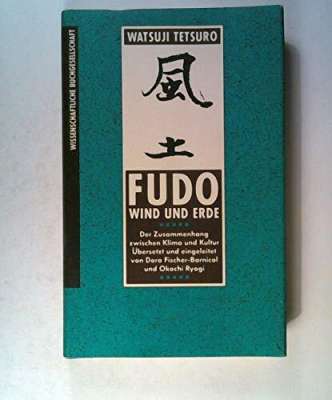 WISSENSCHAFTLICHE BUCHGESELLSCHAFT
WATSUJI TETSURO
風
土
FUDO
WIND UND ERDE
Der Zusammenhang
zwischen Klima und Kultur
Übersetzt und eingeleitet
von Dora Fischer-Barnicol
und Okochi Ryogi